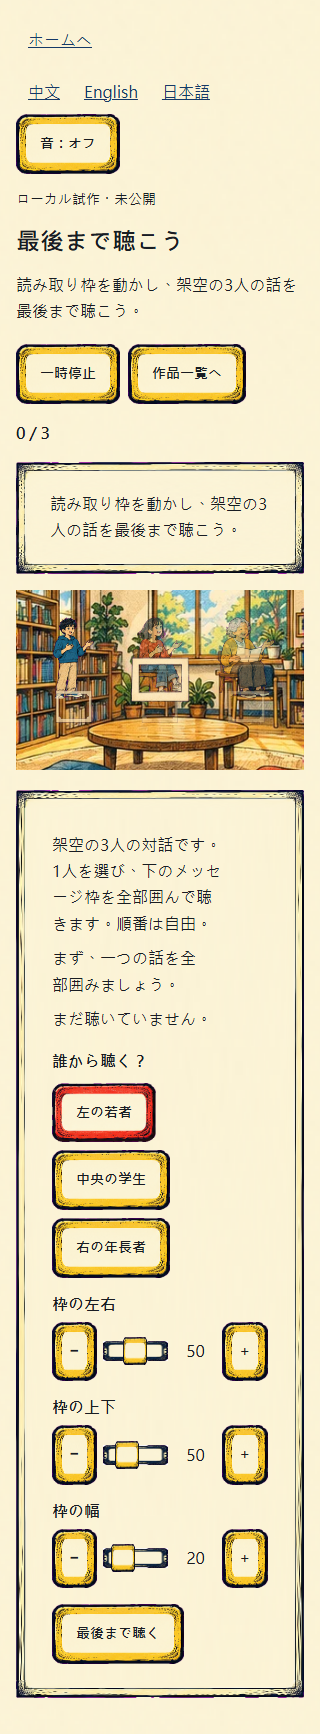 ホームへ
中文 English 日本語
音：オフ
ローカル試作・未公開
最後まで聴こう
読み取り枠を動かし、架空の3人の話を
最後まで聴こう。
一時停止 作品一覧へ
0 / 3
読み取り枠を動かし、架空の3
人の話を最後まで聴こう。
架空の3人の対話です。
1人を選び、下のメッセ
ージ枠を全部囲んで聴
きます。順番は自由。
まず、一つの話を全
部囲みましょう。
まだ聴いていません。
誰から聴く？
左の若者
中央の学生
右の年長者
枠の左右
− 50 +
枠の上下
− 50 +
枠の幅
− 20 +
最後まで聴く